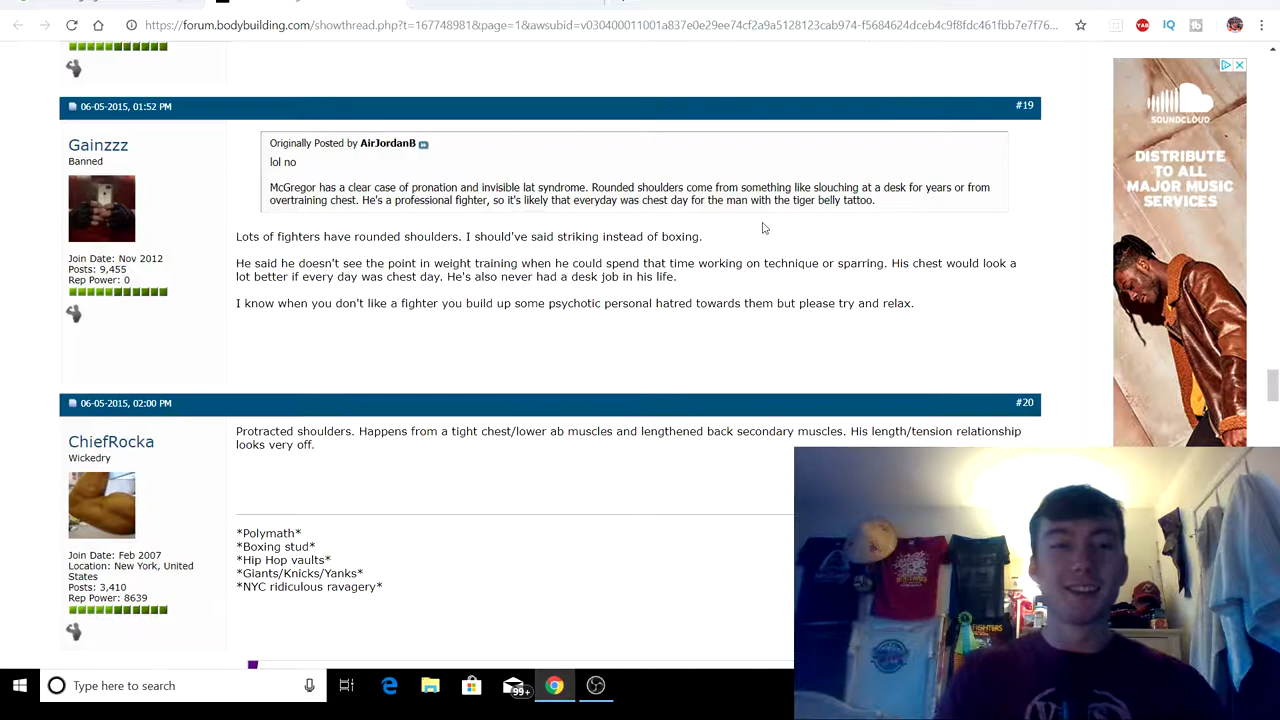 https://forum.bodybuilding.com/showthread.php?t=167748981&page=1&awsubid=v030400011001a837e0e29ee74cf2a9a5128123cab974-f5684624dceb4c9f8fdc461fbb7e7f76...
06-05-2015, 01:52 PM
#19
Gainzzz
Banned
Join Date: Nov 2012
Posts: 9,455
Rep Power: 0
Originally Posted by AirJordanB
lol no
McGregor has a clear case of pronation and invisible lat syndrome. Rounded shoulders come from something like slouching at a desk for years or from
overtraining chest. He's a professional fighter, so it's likely that everyday was chest day for the man with the tiger belly tattoo.
Lots of fighters have rounded shoulders. I should've said striking instead of boxing.
He said he doesn't see the point in weight training when he could spend that time working on technique or sparring. His chest would look a
lot better if every day was chest day. He's also never had a desk job in his life.
I know when you don't like a fighter you build up some psychotic personal hatred towards them but please try and relax.
SOUNDCLOUD
DISTRIBUTE
TO ALL
MAJOR MUSIC
SERVICES
06-05-2015, 02:00 PM
#20
ChiefRocka
Wickedry
Join Date: Feb 2007
Location: New York, United
States
Posts: 3,410
Rep Power: 8639
Protracted shoulders. Happens from a tight chest/lower ab muscles and lengthened back secondary muscles. His length/tension relationship
looks very off.
*Polymath*
*Boxing stud*
*Hip Hop vaults*
*Giants/Knicks/Yanks*
*NYC ridiculous ravagery*
Type here to search
99+